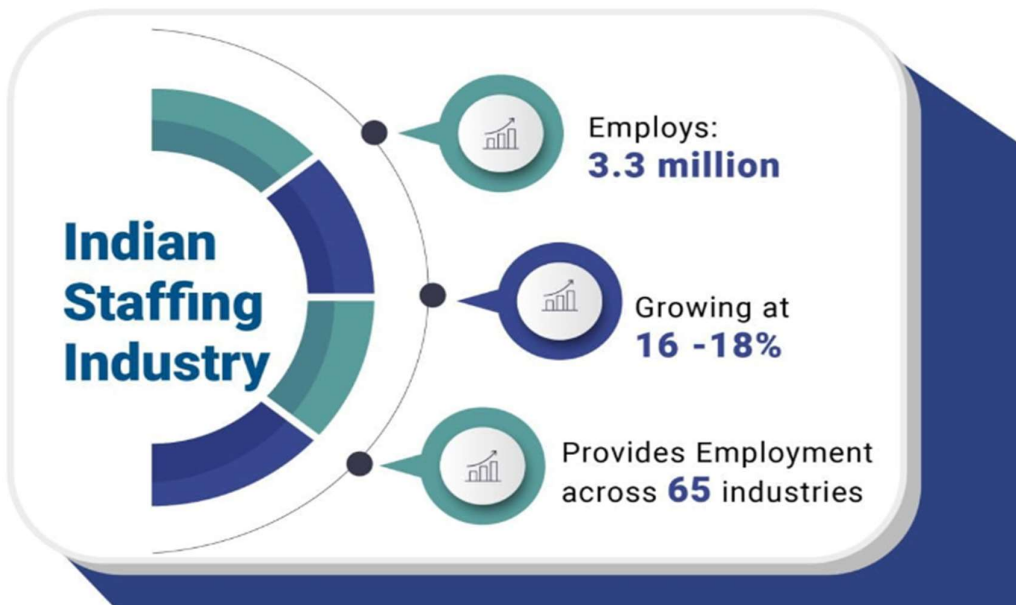 Indian
Staffing
Industry
Employs:
3.3 million
Growing at
16 -18%
Provides Employment
across 65 industries